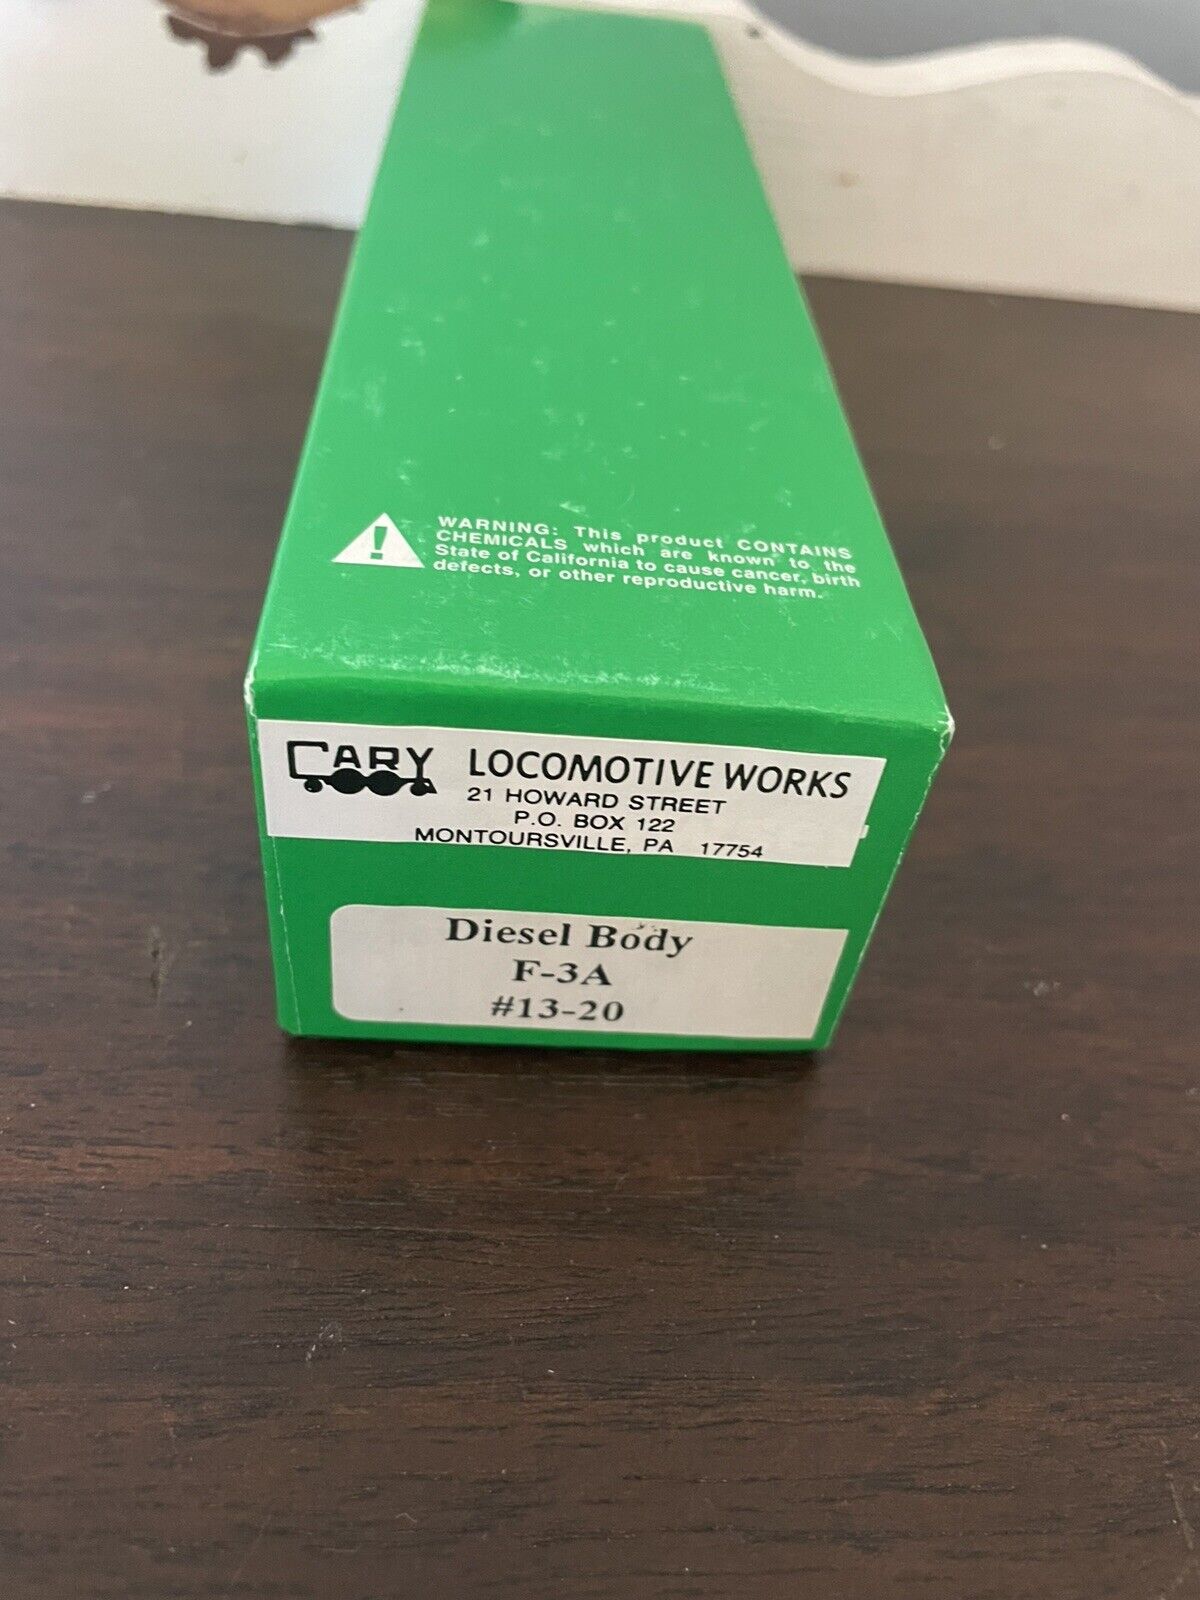 WARNING: This product CONTAINS
CHEMICALS which are known to the
State of California to cause cancer, birth
defects, or other reproductive harm.
CARY LOCOMOTIVE WORKS
21 HOWARD STREET
P.O. BOX 122
MONTOURSVILLE, PA 17754
Diesel Body
F-3A
#13-20